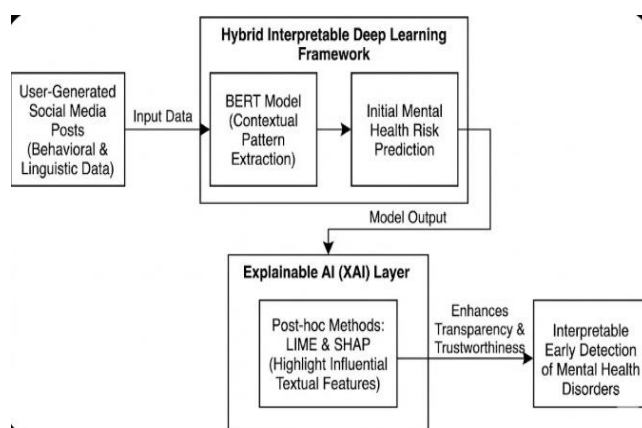 Hybrid Interpretable Deep Learning
Framework
User-Generated
Social Media
Posts
(Behavioral &
Linguistic Data)
Input Data
BERT Model
(Contextual
Pattern
Extraction)
Initial Mental
Health Risk
Prediction
Model Output
Explainable AI (XAI) Layer
Post-hoc Methods:
LIME & SHAP
(Highlight Influential
Textual Features)
Enhances
Transparency &
Trustworthiness
Interpretable
Early Detection
of Mental Health
Disorders